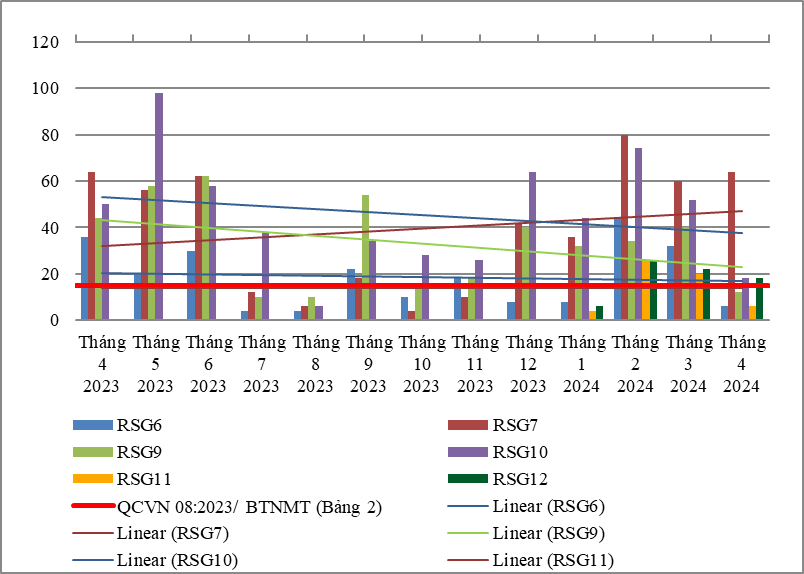 120
100
80
60
40
20
0
Tháng 4 2023
Tháng 5 2023
Tháng 6 2023
Tháng 7 2023
Tháng 8 2023
Tháng 9 2023
Tháng 10 2023
Tháng 11 2023
Tháng 12 2023
Tháng 1 2024
Tháng 2 2024
Tháng 3 2024
Tháng 4 2024
RSG6
RSG7
RSG9
RSG10
RSG11
RSG12
QCVN 08:2023/ BTNMT (Bảng 2)
Linear (RSG6)
Linear (RSG7)
Linear (RSG9)
Linear (RSG10)
Linear (RSG11)